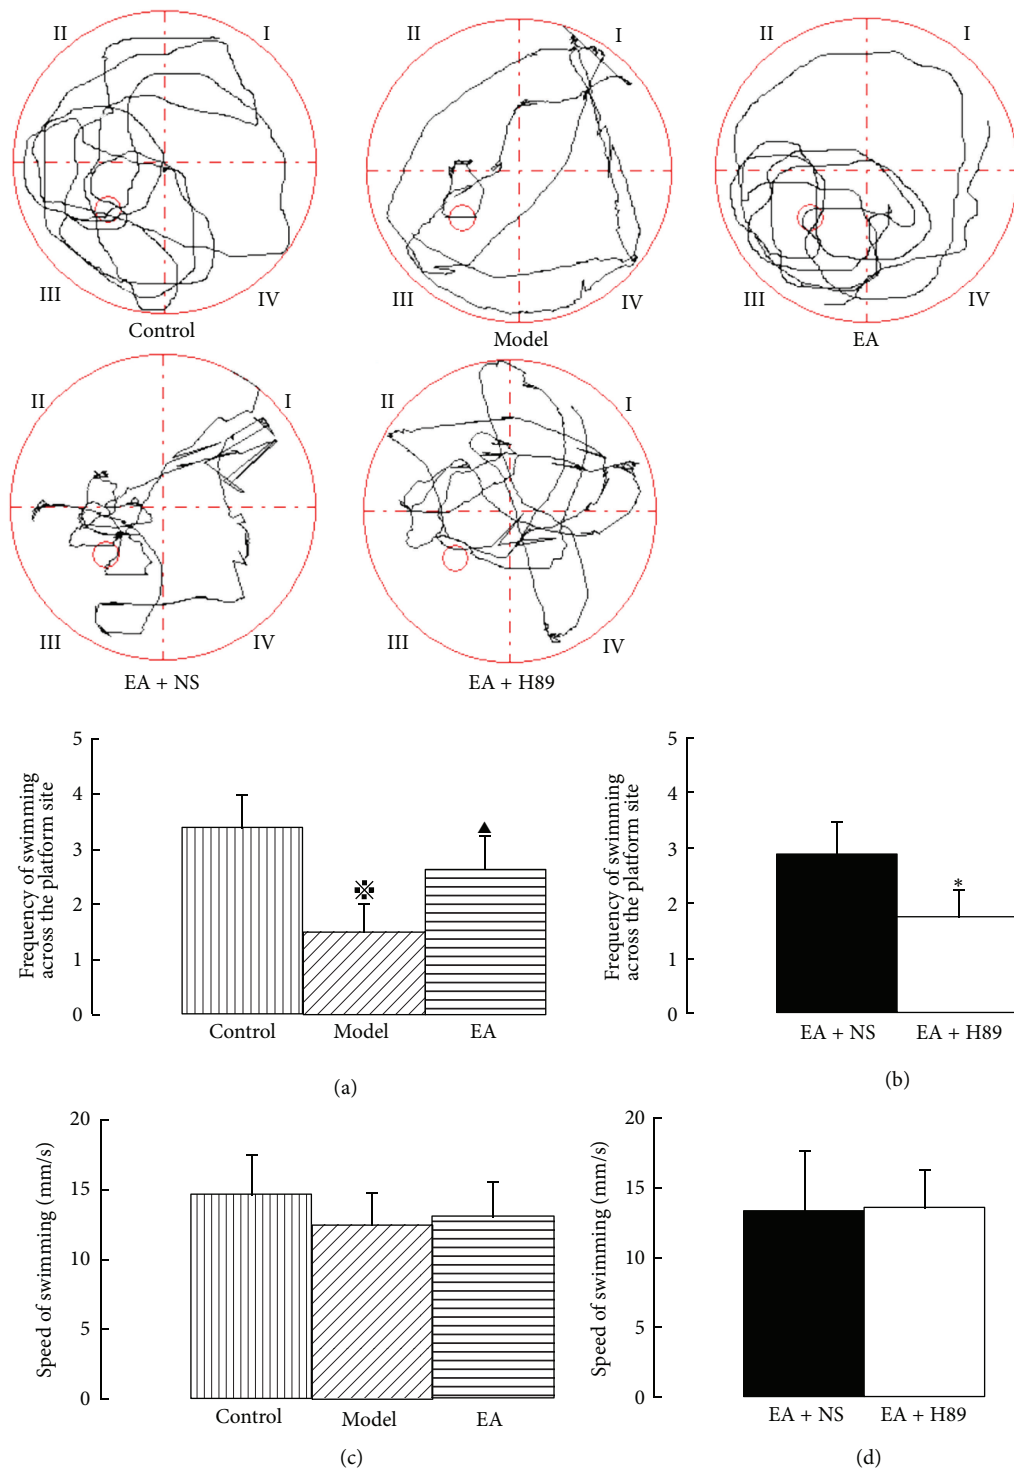 II I
III IV
Control
II I
III IV
Model
II I
III IV
EA
II I
III IV
EA + NS
II I
III IV
EA + H89
Frequency of swimming
across the platform site
5
4
3
2
1
0
※
▲
Control Model EA
(a)
Frequency of swimming
across the platform site
5
4
3
2
1
0
*
EA + NS EA + H89
(b)
Speed of swimming (mm/s)
20
15
10
5
0
Control Model EA
(c)
Speed of swimming (mm/s)
20
15
10
5
0
EA + NS EA + H89
(d)